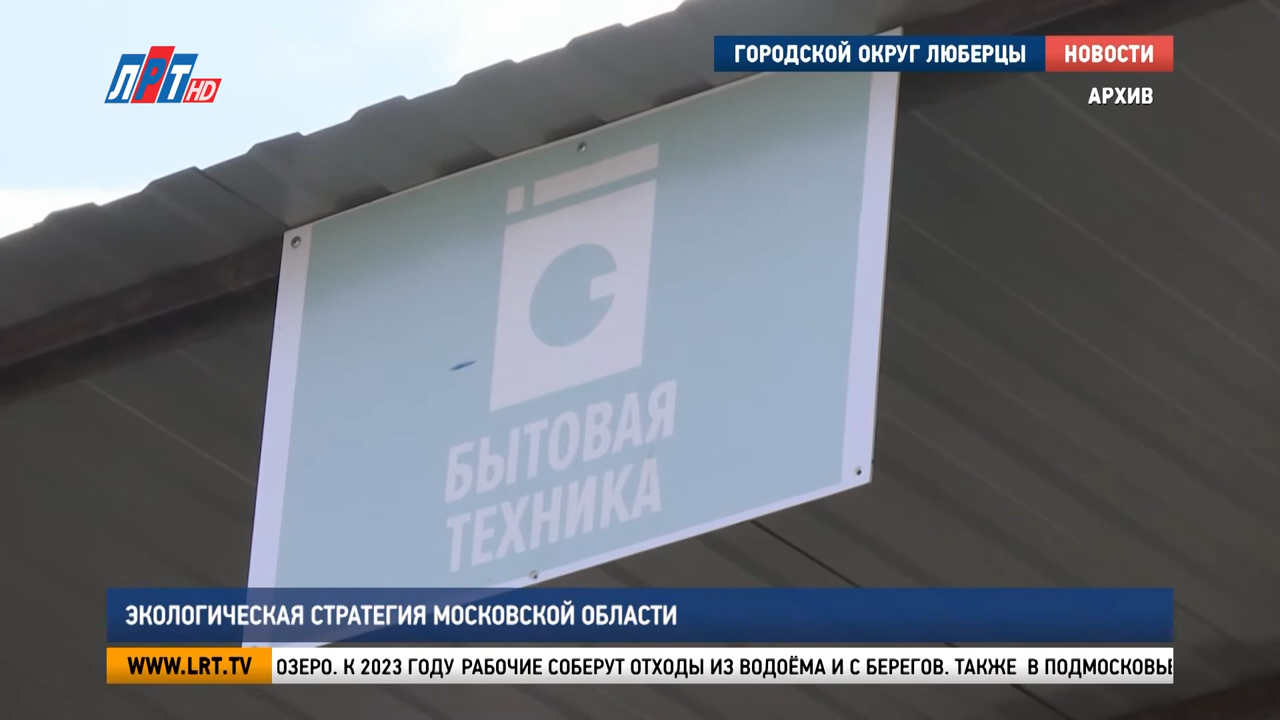 ЛРТ HD
ГОРОДСКОЙ ОКРУГ ЛЮБЕРЦЫ НОВОСТИ
АРХИВ
БЫТОВАЯ
ТЕХНИКА
ЭКОЛОГИЧЕСКАЯ СТРАТЕГИЯ МОСКОВСКОЙ ОБЛАСТИ
WWW.LRT.TV ОЗЕРО. К 2023 ГОДУ РАБОЧИЕ СОБЕРУТ ОТХОДЫ ИЗ ВОДОЁМА И С БЕРЕГОВ. ТАКЖЕ В ПОДМОСКОВЬЕ